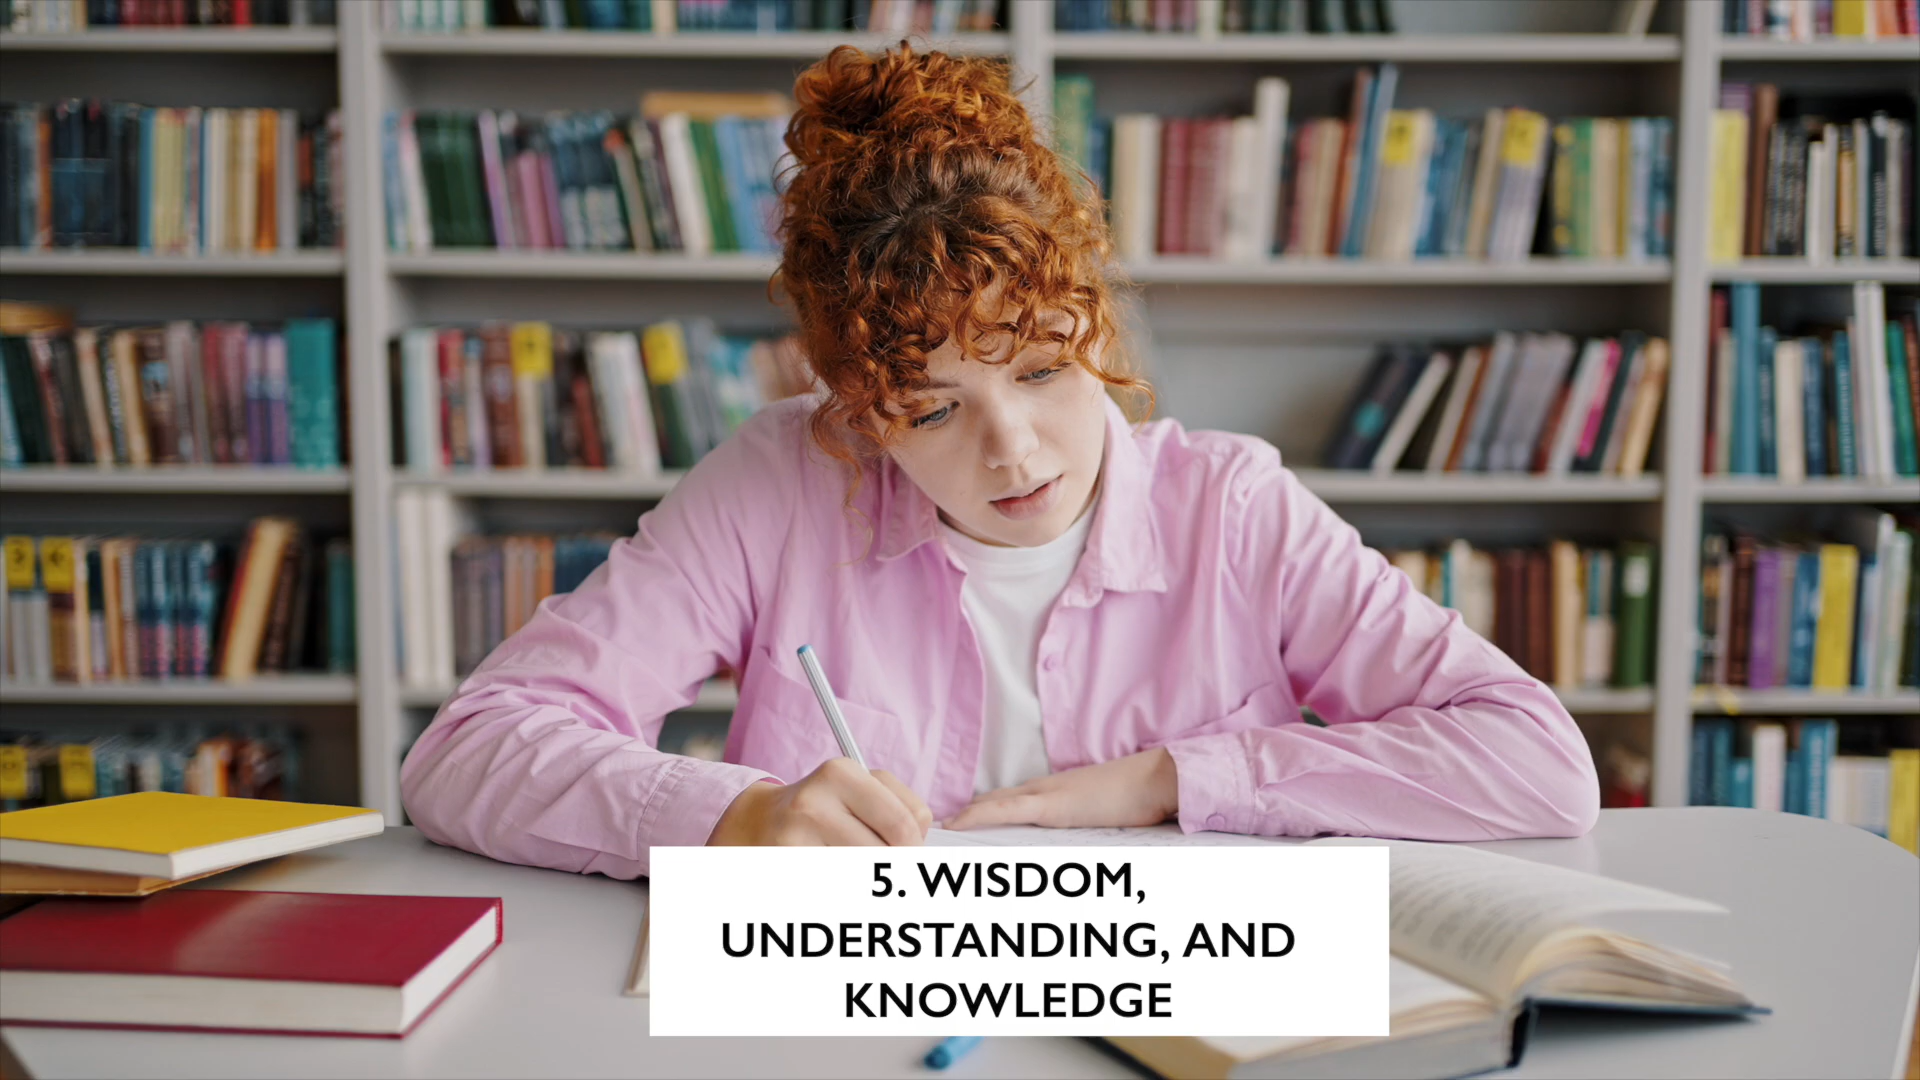 5. WISDOM,
UNDERSTANDING, AND
KNOWLEDGE